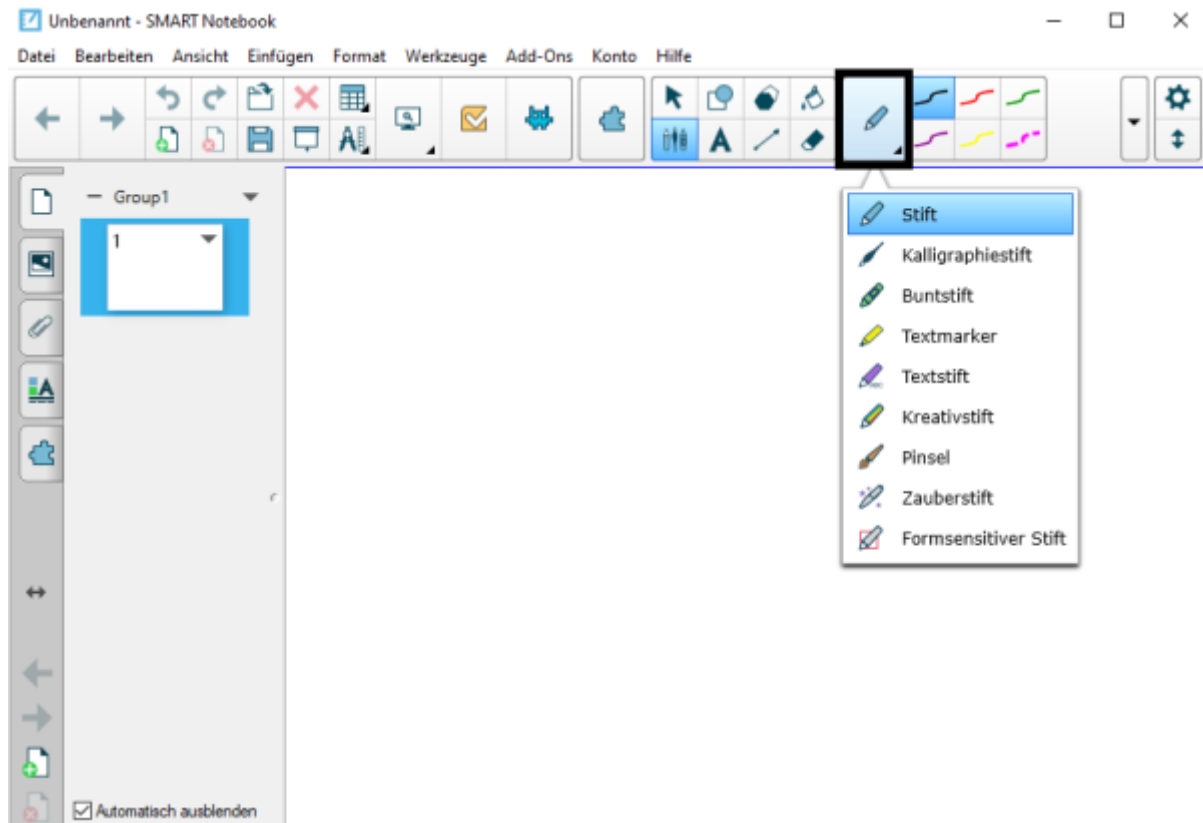 Unbenannt - SMART Notebook
Datei Bearbeiten Ansicht Einfügen Format Werkzeuge Add-Ons Konto Hilfe
Group1
1
Stift
Kalligraphiestift
Buntstift
Textmarker
Textstift
Kreativstift
Pinsel
Zauberstift
Formsensitiver Stift
Automatisch ausblenden